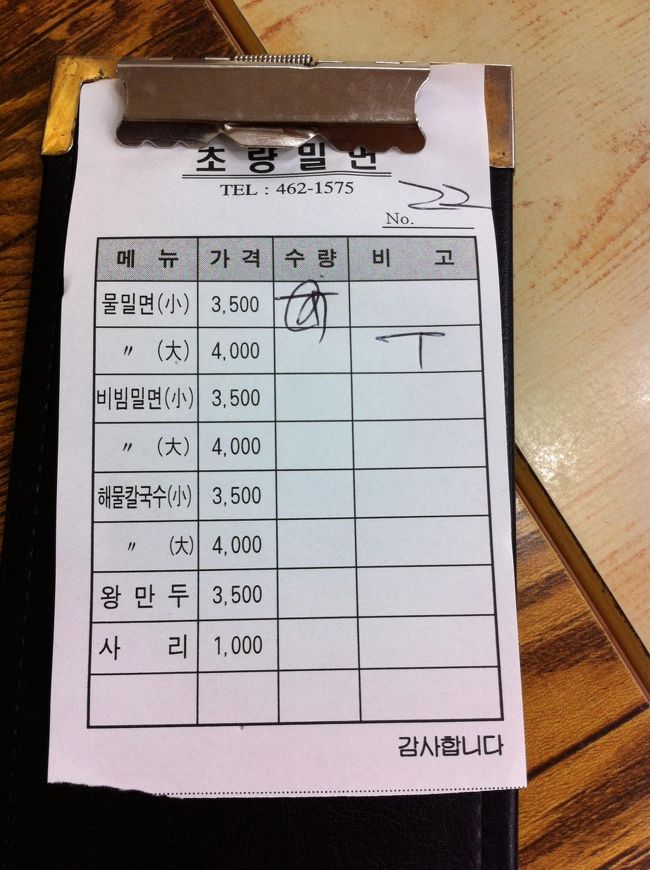 초량밀면
TEL : 462-1575
No. 22
메 뉴 가 격 수 량 비 고
물밀면(小) 3,500
〃 (大) 4,000 T
비빔밀면(小) 3,500
〃 (大) 4,000
해물칼국수(小) 3,500
〃 (大) 4,000
왕 만 두 3,500
사 리 1,000
감사합니다